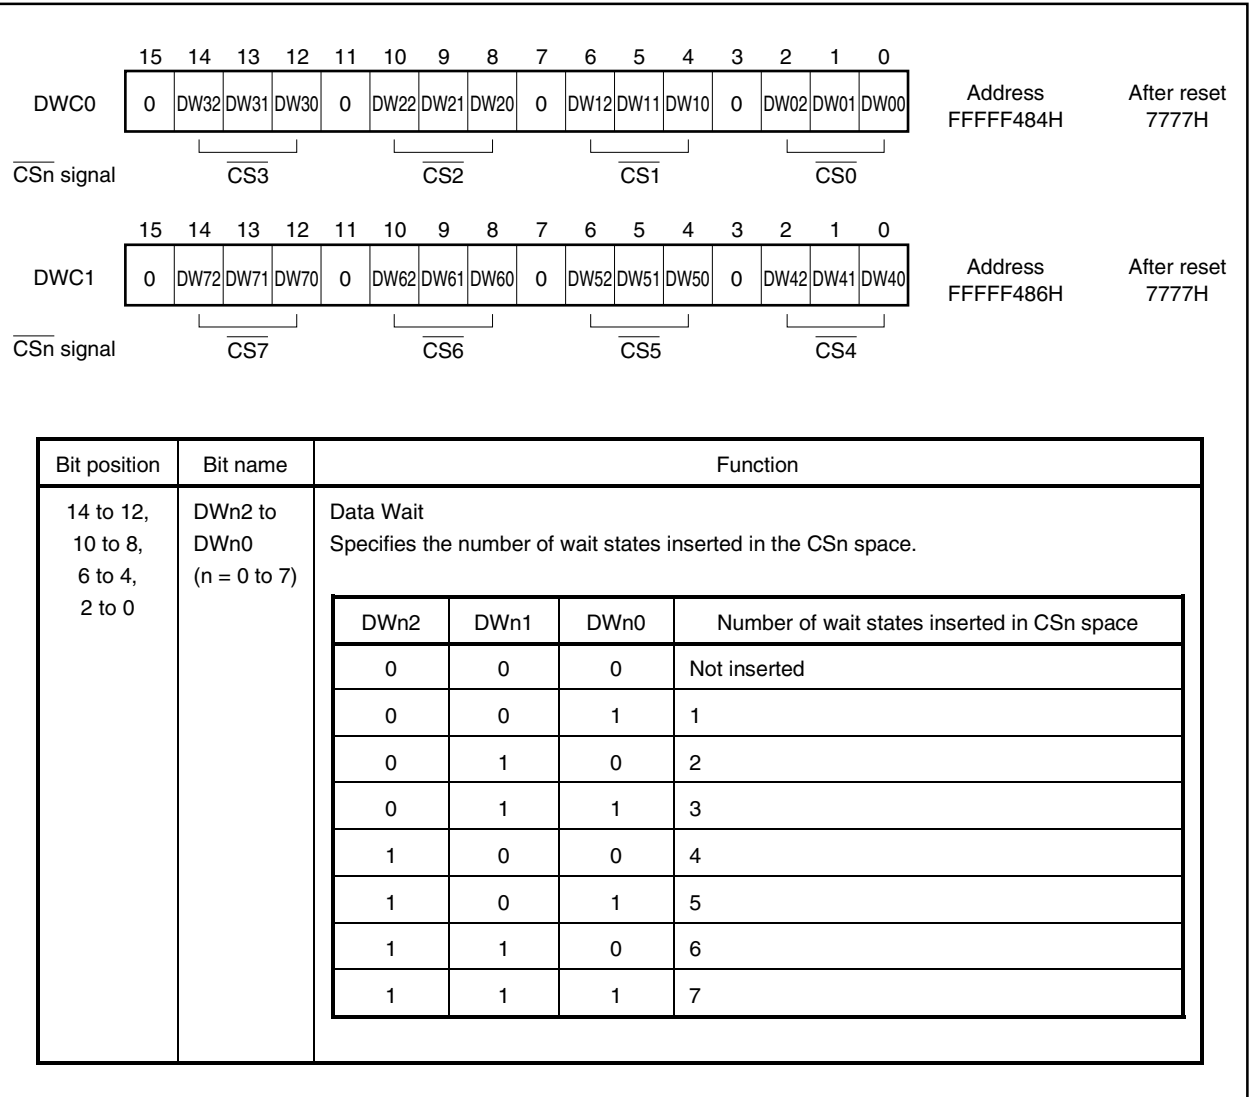 15 14 13 12 11 10 9 8 7 6 5 4 3 2 1 0
DWC0 0 DW32 DW31 DW30 0 DW22 DW21 DW20 0 DW12 DW11 DW10 0 DW02 DW01 DW00 Address FFFFF484H After reset 7777H
CSn signal CS3 CS2 CS1 CS0
15 14 13 12 11 10 9 8 7 6 5 4 3 2 1 0
DWC1 0 DW72 DW71 DW70 0 DW62 DW61 DW60 0 DW52 DW51 DW50 0 DW42 DW41 DW40 Address FFFFF486H After reset 7777H
CSn signal CS7 CS6 CS5 CS4
Bit position Bit name Function
14 to 12,
10 to 8,
6 to 4,
2 to 0
DWn2 to
DWn0
(n = 0 to 7)
Data Wait
Specifies the number of wait states inserted in the CSn space.
DWn2 DWn1 DWn0 Number of wait states inserted in CSn space
0 0 0 Not inserted
0 0 1 1
0 1 0 2
0 1 1 3
1 0 0 4
1 0 1 5
1 1 0 6
1 1 1 7